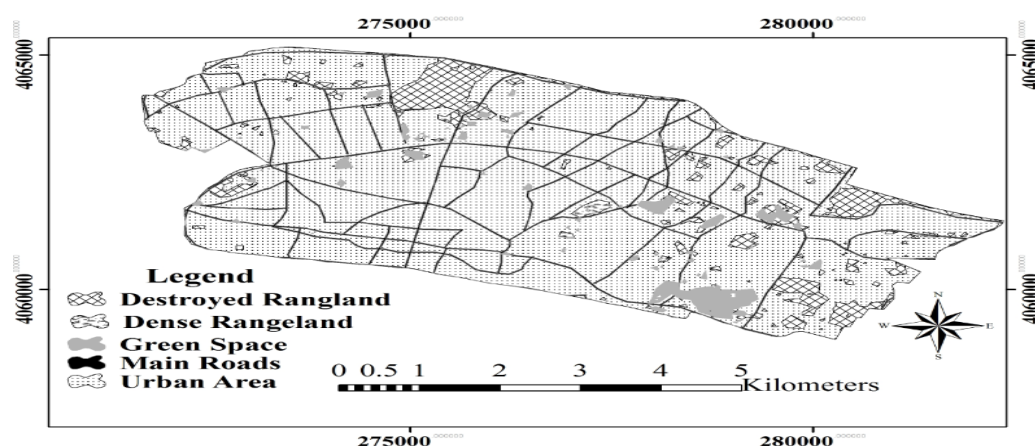 275000 280000
4065000 4065000
4060000 4060000
Legend
Destroyed Rangland
Dense Rangeland
Green Space
Main Roads
Urban Area
N
W E
S
0 0.5 1 2 3 4 5
Kilometers
275000 280000